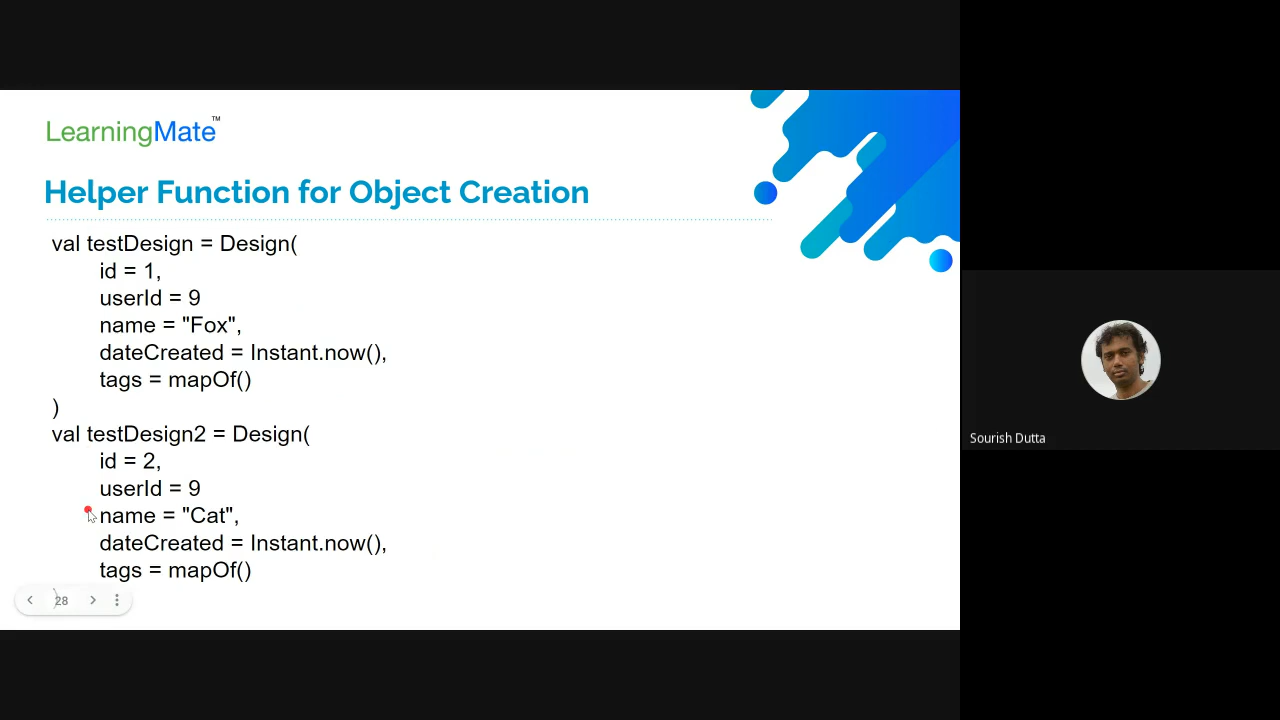 LearningMate™
Helper Function for Object Creation
val testDesign = Design(
id = 1,
userId = 9
name = "Fox",
dateCreated = Instant.now(),
tags = mapOf()
)
val testDesign2 = Design(
id = 2,
userId = 9
name = "Cat",
dateCreated = Instant.now(),
tags = mapOf()
)
28
Sourish Dutta